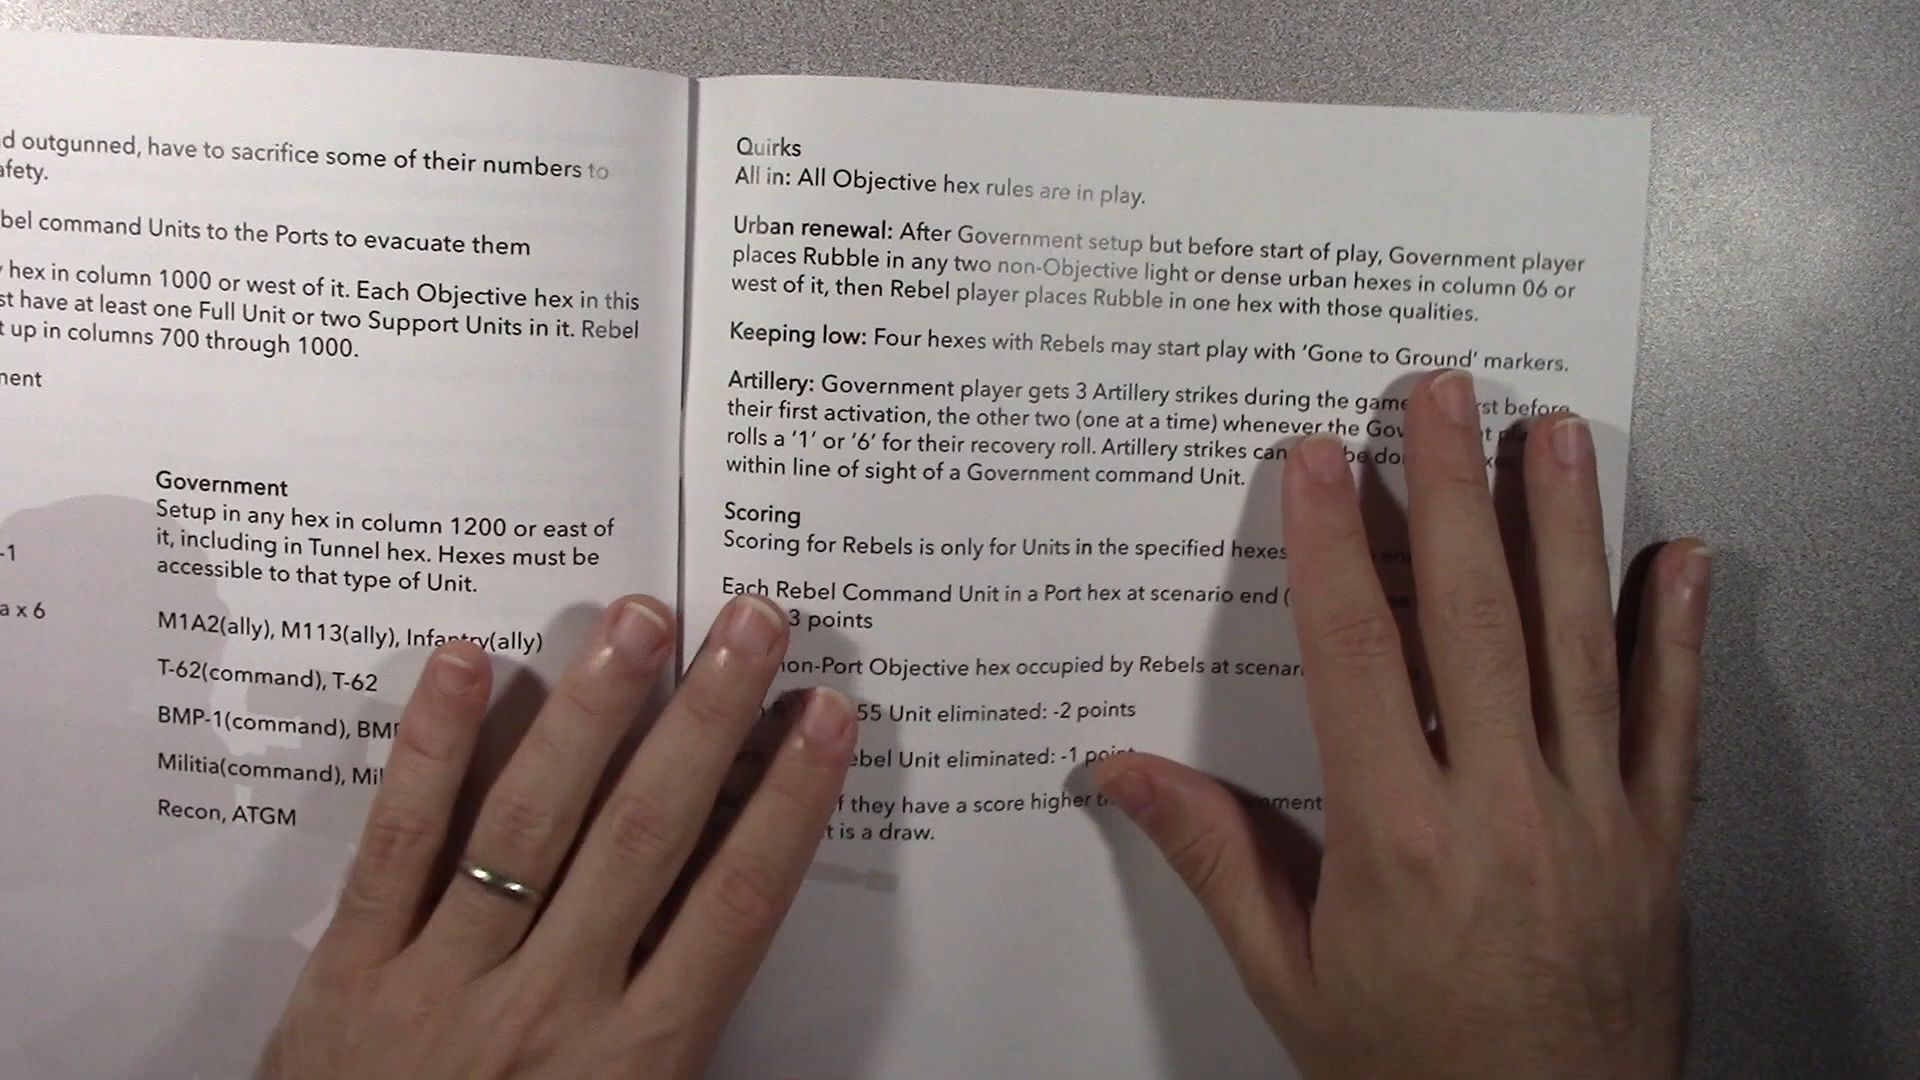 d outgunned, have to sacrifice some of their numbers to
afety.
bel command Units to the Ports to evacuate them
hex in column 1000 or west of it. Each Objective hex in this
st have at least one Full Unit or two Support Units in it. Rebel
t up in columns 700 through 1000.
ment
-1
a x 6
Government
Setup in any hex in column 1200 or east of
it, including in Tunnel hex. Hexes must be
accessible to that type of Unit.
M1A2(ally), M113(ally), Infantry(ally)
T-62(command), T-62
BMP-1(command), BM
Militia(command), Mil
Recon, ATGM
Quirks
All in: All Objective hex rules are in play.
Urban renewal: After Government setup but before start of play, Government player
places Rubble in any two non-Objective light or dense urban hexes in column 06 or
west of it, then Rebel player places Rubble in one hex with those qualities.
Keeping low: Four hexes with Rebels may start play with 'Gone to Ground' markers.
Artillery: Government player gets 3 Artillery strikes during the game rst before
their first activation, the other two (one at a time) whenever the Gov
rolls a '1' or '6' for their recovery roll. Artillery strikes can be do
within line of sight of a Government command Unit.
Scoring
Scoring for Rebels is only for Units in the specified hexes
Each Rebel Command Unit in a Port hex at scenario end (
3 points
non-Port Objective hex occupied by Rebels at scenar
55 Unit eliminated: -2 points
ebel Unit eliminated: -1 point
f they have a score higher t nment
t is a draw.